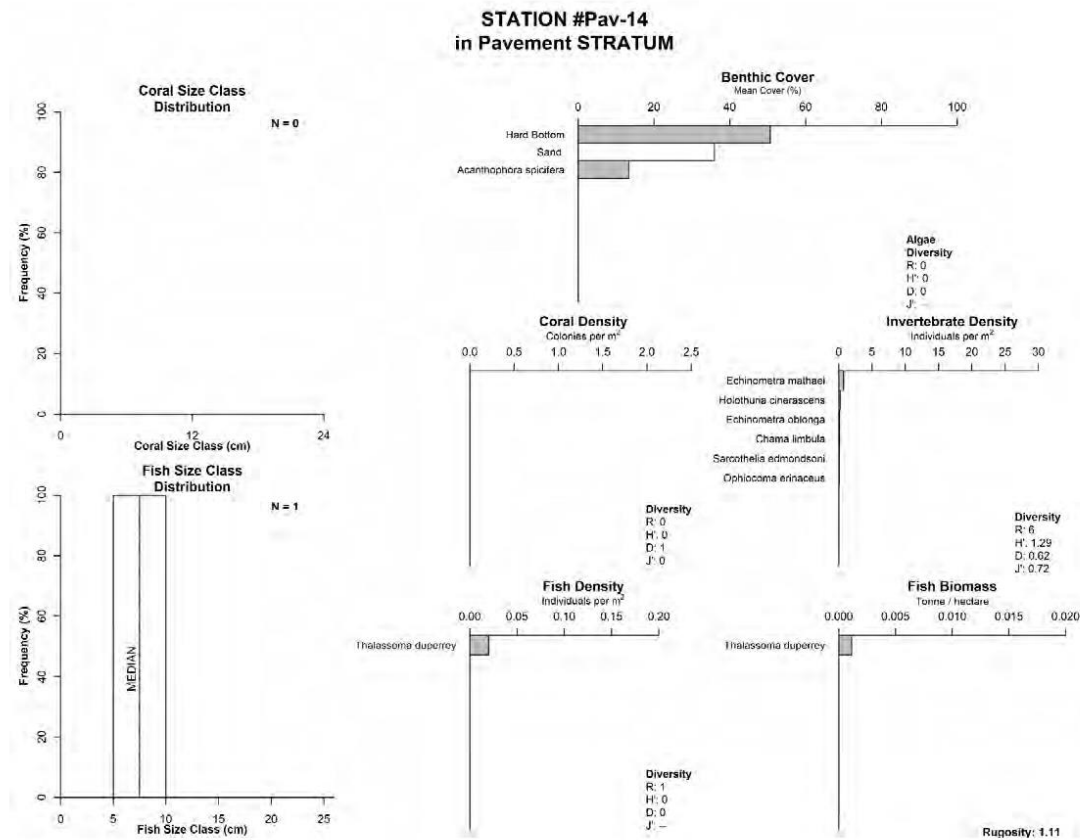 STATION #Pav-14
in Pavement STRATUM
Coral Size Class
Distribution
N = 0
100
80
60
40
20
0
Frequency (%)
0 12 24
Coral Size Class (cm)
Benthic Cover
Mean Cover (%)
0 20 40 60 80 100
Hard Bottom
Sand
Acanthophora spicifera
Algae
Diversity
R: 0
H': 0
D: 0
J': --
Coral Density
Colonies per m²
0.0 0.5 1.0 1.5 2.0 2.5
Diversity
R: 0
H': 0
D: 1
J': 0
Invertebrate Density
Individuals per m²
0 5 10 15 20 25 30
Echinometra mathaei
Holothuria cinerascens
Echinometra oblonga
Chama limbula
Sarcothelia edmondsoni
Ophiocoma erinaceus
Diversity
R: 6
H': 1.29
D: 0.62
J': 0.72
Fish Size Class
Distribution
N = 1
100
80
60
40
20
0
Frequency (%)
MEDIAN
0 5 10 15 20 25
Fish Size Class (cm)
Fish Density
Individuals per m²
0.00 0.05 0.10 0.15 0.20
Thalassoma duperrey
Diversity
R: 1
H': 0
D: 0
J': --
Fish Biomass
Tonne / hectare
0.000 0.005 0.010 0.015 0.020
Thalassoma duperrey
Rugosity: 1.11